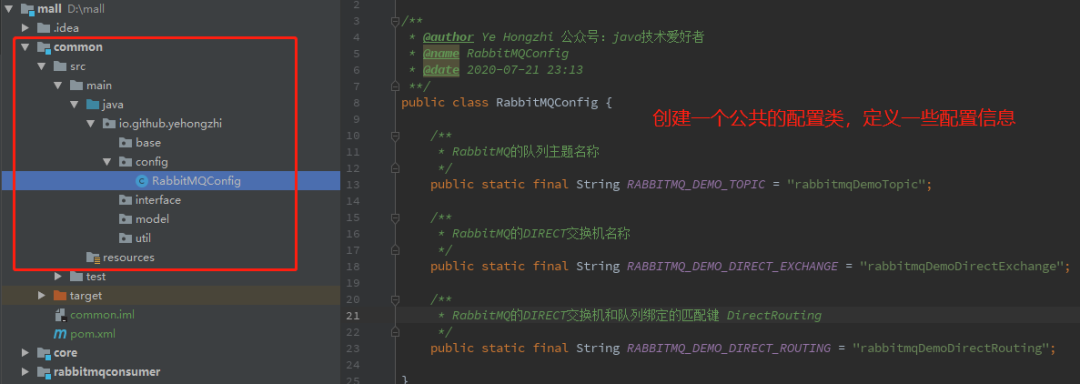 mall D:\mall
.idea
common
src
main
java
io.github.yehongzhi
base
config
RabbitMQConfig
interface
model
util
resources
test
target
common.iml
pom.xml
core
rabbitmqconsumer
2
3 /**
4 * @author Ye Hongzhi 公众号：java技术爱好者
5 * @name RabbitMQConfig
6 * @date 2020-07-21 23:13
7 **/
8 public class RabbitMQConfig {
9
创建一个公共的配置类，定义一些配置信息
10 /**
11 * RabbitMQ的队列主题名称
12 */
13 public static final String RABBITMQ_DEMO_TOPIC = "rabbitmqDemoTopic";
14
15 /**
16 * RabbitMQ的DIRECT交换机名称
17 */
18 public static final String RABBITMQ_DEMO_DIRECT_EXCHANGE = "rabbitmqDemoDirectExchange";
19
20 /**
21 * RabbitMQ的DIRECT交换机和队列绑定的匹配键 DirectRouting
22 */
23 public static final String RABBITMQ_DEMO_DIRECT_ROUTING = "rabbitmqDemoDirectRouting";
24
25 }